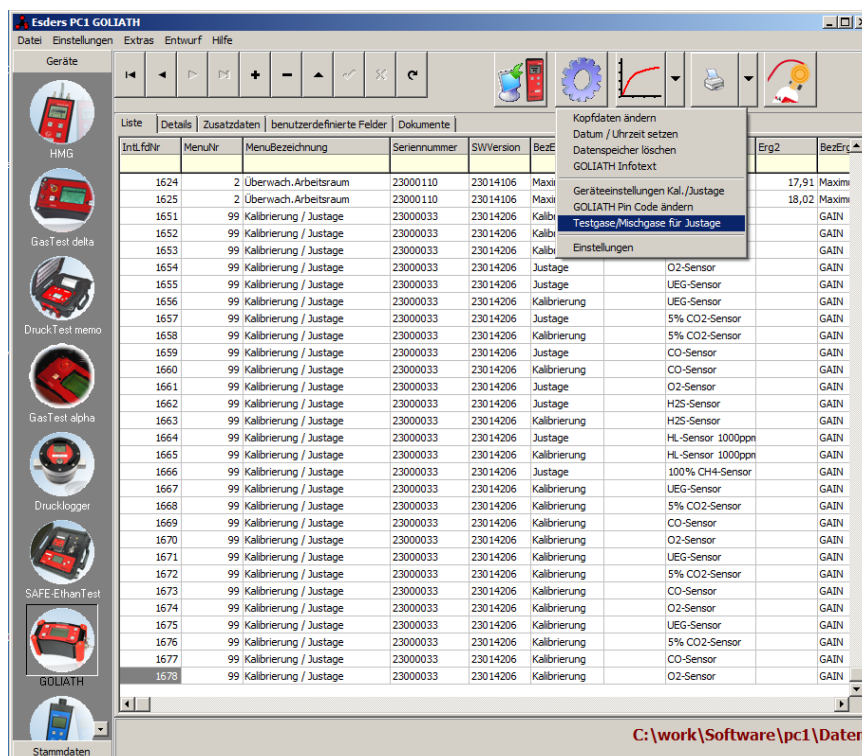 Esders PC1 GOLIATH
Datei Einstellungen Extras Entwurf Hilfe
Geräte
HMG
GasTest delta
DruckTest memo
GasTest alpha
Drucklogger
SAFE-EthanTest
GOLIATH
Stammdaten
Liste Details Zusatzdaten benutzerdefinierte Felder Dokumente
Kopfdaten ändern
Datum / Uhrzeit setzen
Datenspeicher löschen
GOLIATH Infotext
Geräteeinstellungen Kal./Justage
GOLIATH Pin Code ändern
Testgase/Mischgase für Justage
Einstellungen
IntLfdNr MenuNr MenuBezeichnung Seriennummer SWVersion BezE Erg2 BezErg
1624 2 Überwach.Arbeitsraum 23000110 23014106 Maxi 17,91 Maximu
1625 2 Überwach.Arbeitsraum 23000110 23014106 Maxi 18,02 Maximu
1651 99 Kalibrierung / Justage 23000033 23014206 Kalib GAIN
1652 99 Kalibrierung / Justage 23000033 23014206 Kalib GAIN
1653 99 Kalibrierung / Justage 23000033 23014206 Kalib GAIN
1654 99 Kalibrierung / Justage 23000033 23014206 Justage O2-Sensor GAIN
1655 99 Kalibrierung / Justage 23000033 23014206 Justage UEG-Sensor GAIN
1656 99 Kalibrierung / Justage 23000033 23014206 Kalibrierung UEG-Sensor GAIN
1657 99 Kalibrierung / Justage 23000033 23014206 Justage 5% CO2-Sensor GAIN
1658 99 Kalibrierung / Justage 23000033 23014206 Kalibrierung 5% CO2-Sensor GAIN
1659 99 Kalibrierung / Justage 23000033 23014206 Justage CO-Sensor GAIN
1660 99 Kalibrierung / Justage 23000033 23014206 Kalibrierung CO-Sensor GAIN
1661 99 Kalibrierung / Justage 23000033 23014206 Justage O2-Sensor GAIN
1662 99 Kalibrierung / Justage 23000033 23014206 Justage H2S-Sensor GAIN
1663 99 Kalibrierung / Justage 23000033 23014206 Kalibrierung H2S-Sensor GAIN
1664 99 Kalibrierung / Justage 23000033 23014206 Justage HL-Sensor 1000ppn GAIN
1665 99 Kalibrierung / Justage 23000033 23014206 Kalibrierung HL-Sensor 1000ppn GAIN
1666 99 Kalibrierung / Justage 23000033 23014206 Justage 100% CH4-Sensor GAIN
1667 99 Kalibrierung / Justage 23000033 23014206 Kalibrierung UEG-Sensor GAIN
1668 99 Kalibrierung / Justage 23000033 23014206 Kalibrierung 5% CO2-Sensor GAIN
1669 99 Kalibrierung / Justage 23000033 23014206 Kalibrierung CO-Sensor GAIN
1670 99 Kalibrierung / Justage 23000033 23014206 Kalibrierung O2-Sensor GAIN
1671 99 Kalibrierung / Justage 23000033 23014206 Kalibrierung UEG-Sensor GAIN
1672 99 Kalibrierung / Justage 23000033 23014206 Kalibrierung 5% CO2-Sensor GAIN
1673 99 Kalibrierung / Justage 23000033 23014206 Kalibrierung CO-Sensor GAIN
1674 99 Kalibrierung / Justage 23000033 23014206 Kalibrierung O2-Sensor GAIN
1675 99 Kalibrierung / Justage 23000033 23014206 Kalibrierung UEG-Sensor GAIN
1676 99 Kalibrierung / Justage 23000033 23014206 Kalibrierung 5% CO2-Sensor GAIN
1677 99 Kalibrierung / Justage 23000033 23014206 Kalibrierung CO-Sensor GAIN
1678 99 Kalibrierung / Justage 23000033 23014206 Kalibrierung O2-Sensor GAIN
C:\work\Software\pc1\Daten